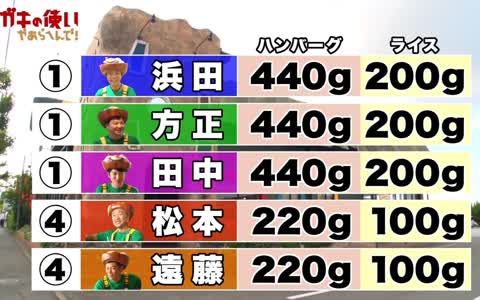 ガキの使い
やあらへんで!
ハンバーグ ライス
① 浜田 440g 200g
① 方正 440g 200g
① 田中 440g 200g
④ 松本 220g 100g
④ 遠藤 220g 100g